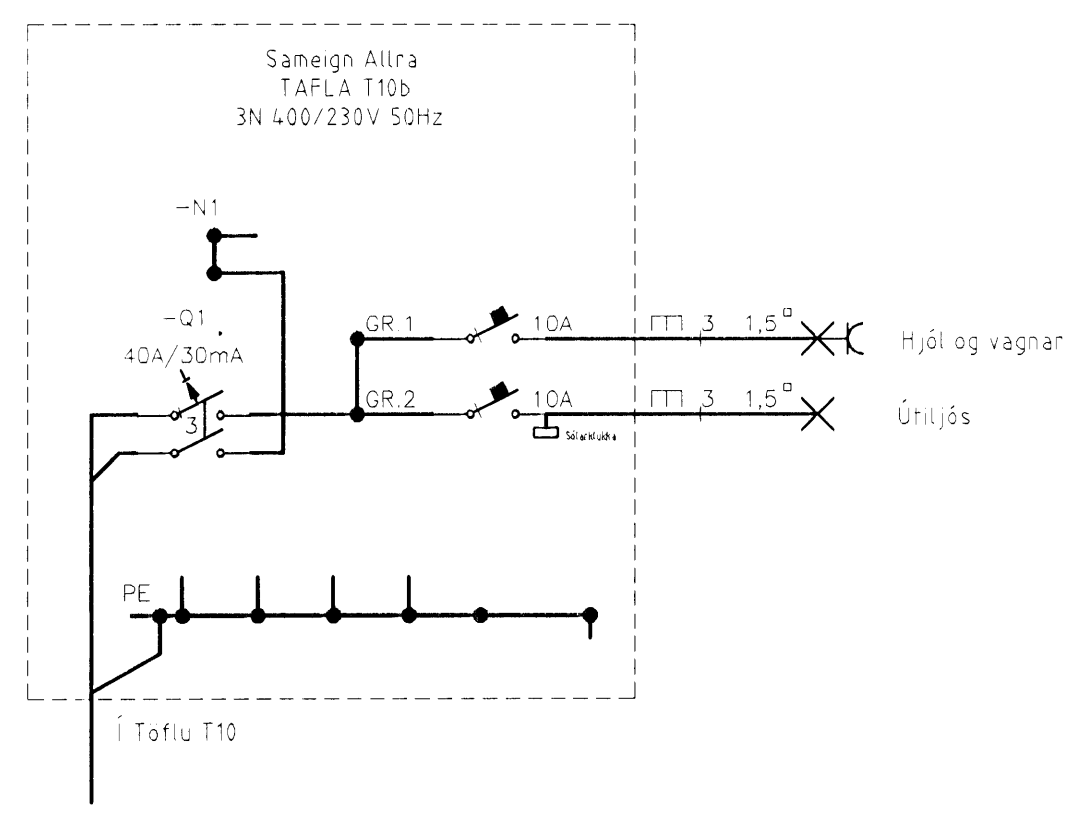 Sameign Allra
TAFLA T10b
3N 400/230V 50Hz
-N1
-Q1
40A/30mA
3
GR.1
10A
3
1,5□
Hjól og vagnar
GR.2
10A
3
1,5□
Útiljós
Sólarklukka
PE
Í Töflu T10